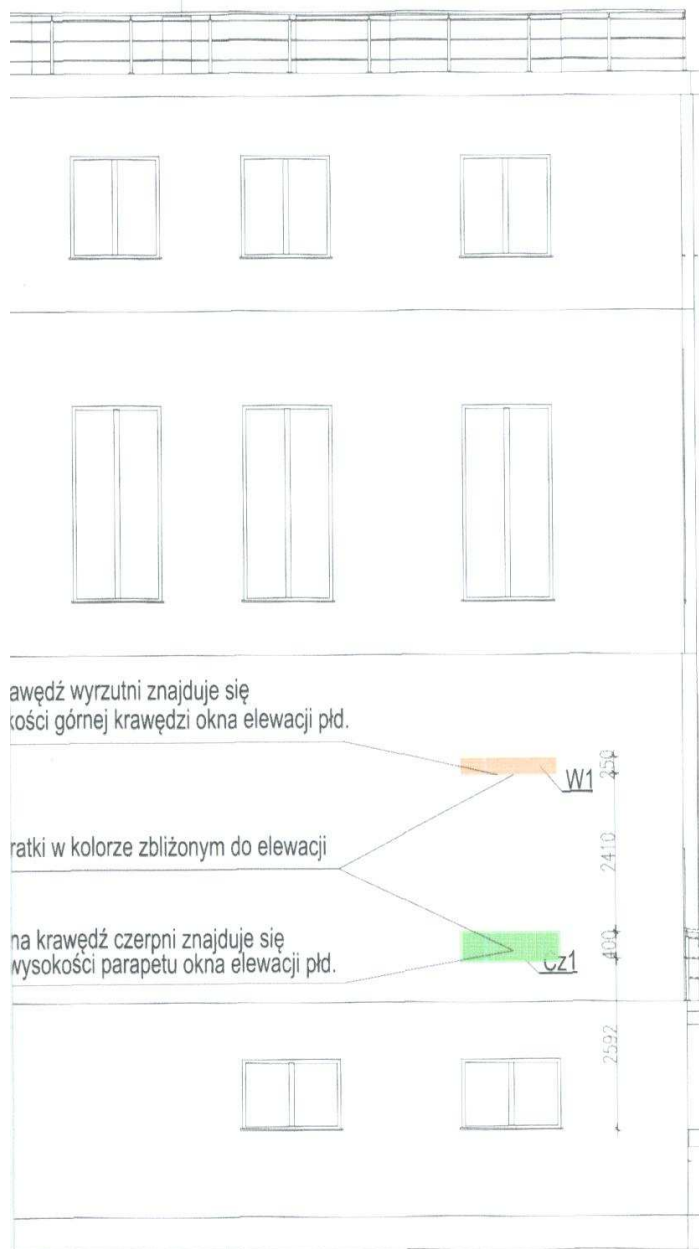 awędź wyrzutni znajduje się
kości górnej krawędzi okna elewacji płd.
W1
250
2410
ratki w kolorze zbliżonym do elewacji
na krawędź czerpni znajduje się
wysokości parapetu okna elewacji płd.
400
Cz1
2592